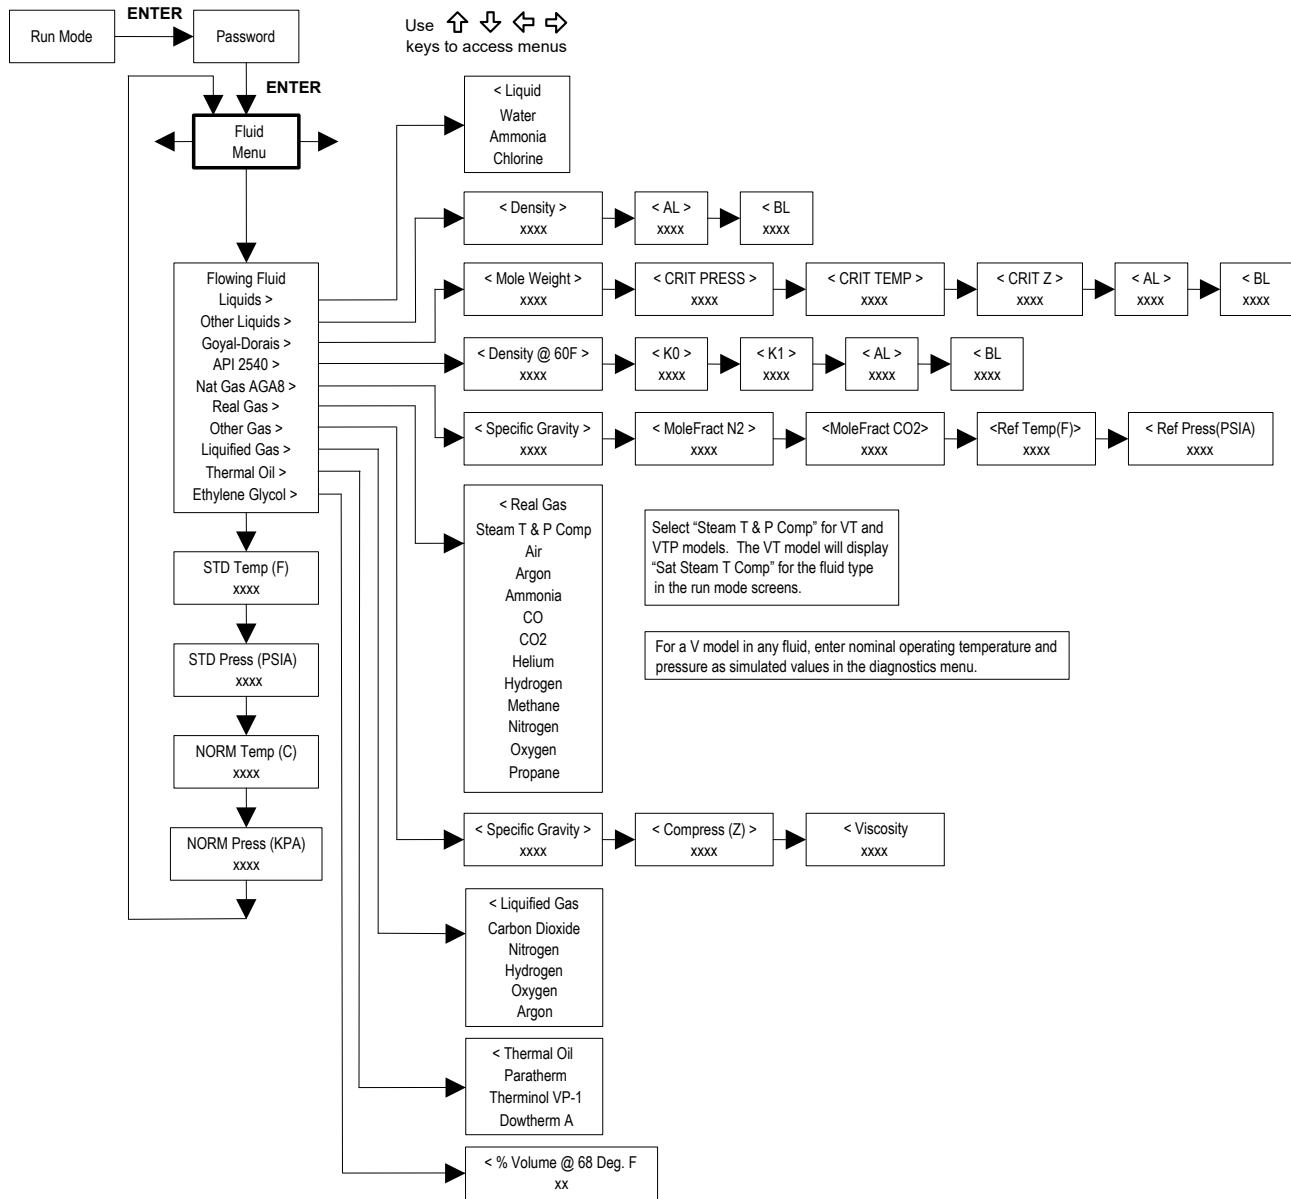 ENTER
Run Mode
Password
Use
keys to access menus
ENTER
Fluid
Menu
Flowing Fluid
Liquids >
Other Liquids >
Goyal-Dorais >
API 2540 >
Nat Gas AGA8 >
Real Gas >
Other Gas >
Liquified Gas >
Thermal Oil >
Ethylene Glycol >
STD Temp (F)
xxxx
STD Press (PSIA)
xxxx
NORM Temp (C)
xxxx
NORM Press (KPA)
xxxx
< Liquid
Water
Ammonia
Chlorine
< Density >
xxxx
< AL >
xxxx
< BL
xxxx
< Mole Weight >
xxxx
< CRIT PRESS >
xxxx
< CRIT TEMP >
xxxx
< CRIT Z >
xxxx
< AL >
xxxx
< BL
xxxx
< Density @ 60F >
xxxx
< K0 >
xxxx
< K1 >
xxxx
< AL >
xxxx
< BL
xxxx
< Specific Gravity >
xxxx
< MoleFract N2 >
xxxx
<MoleFract CO2>
xxxx
<Ref Temp(F)>
xxxx
< Ref Press(PSIA)
xxxx
< Real Gas
Steam T & P Comp
Air
Argon
Ammonia
CO
CO2
Helium
Hydrogen
Methane
Nitrogen
Oxygen
Propane
Select “Steam T & P Comp” for VT and
VTP models. The VT model will display
“Sat Steam T Comp” for the fluid type
in the run mode screens.
For a V model in any fluid, enter nominal operating temperature and
pressure as simulated values in the diagnostics menu.
< Specific Gravity >
xxxx
< Compress (Z) >
xxxx
< Viscosity
xxxx
< Liquified Gas
Carbon Dioxide
Nitrogen
Hydrogen
Oxygen
Argon
< Thermal Oil
Paratherm
Therminol VP-1
Dowtherm A
< % Volume @ 68 Deg. F
xx